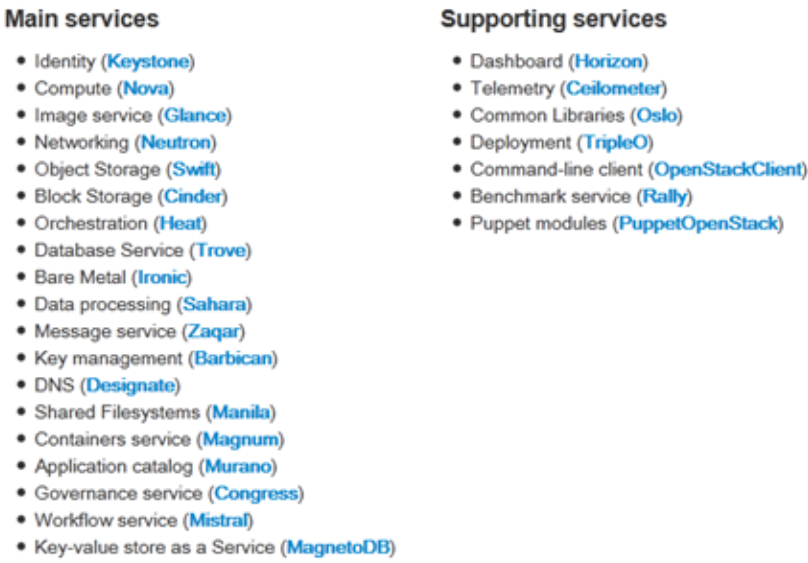 Main services
• Identity (Keystone)
• Compute (Nova)
• Image service (Glance)
• Networking (Neutron)
• Object Storage (Swift)
• Block Storage (Cinder)
• Orchestration (Heat)
• Database Service (Trove)
• Bare Metal (Ironic)
• Data processing (Sahara)
• Message service (Zaqar)
• Key management (Barbican)
• DNS (Designate)
• Shared Filesystems (Manila)
• Containers service (Magnum)
• Application catalog (Murano)
• Governance service (Congress)
• Workflow service (Mistral)
• Key-value store as a Service (MagnetoDB)
Supporting services
• Dashboard (Horizon)
• Telemetry (Ceilometer)
• Common Libraries (Oslo)
• Deployment (TripleO)
• Command-line client (OpenStackClient)
• Benchmark service (Rally)
• Puppet modules (PuppetOpenStack)